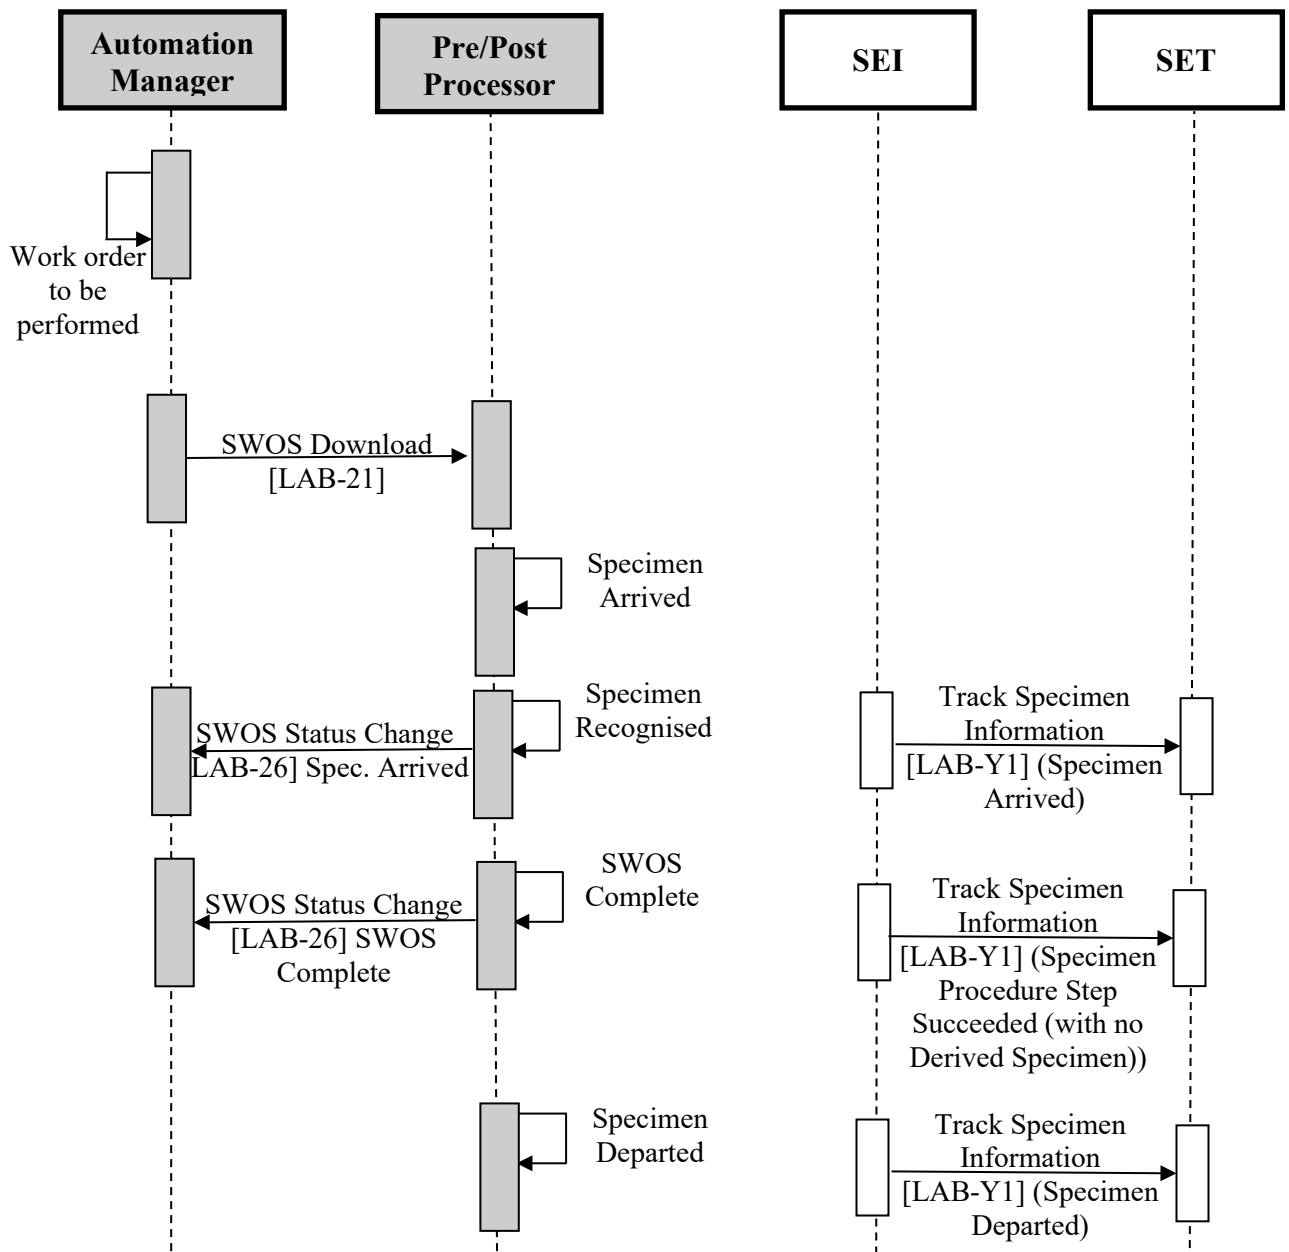 Automation
Manager
Pre/Post
Processor
SEI
SET
Work order
to be
performed
SWOS Download
[LAB-21]
Specimen
Arrived
Specimen
Recognised
SWOS Status Change
LAB-26] Spec. Arrived
Track Specimen
Information
[LAB-Y1] (Specimen
Arrived)
SWOS
Complete
SWOS Status Change
[LAB-26] SWOS
Complete
Track Specimen
Information
[LAB-Y1] (Specimen
Procedure Step
Succeeded (with no
Derived Specimen))
Specimen
Departed
Track Specimen
Information
[LAB-Y1] (Specimen
Departed)